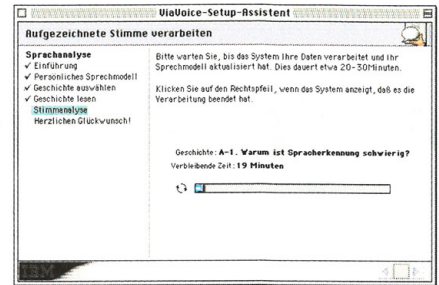 ViaVoice-Setup-Assistent
Aufgezeichnete Stimme verarbeiten
Sprachanalyse
✓ Einführung
✓ Persönliches Sprechmodell
✓ Geschichte auswählen
✓ Geschichte lesen
Stimmanalyse
Herzlichen Glückwunsch!
Bitte warten Sie, bis das System Ihre Daten verarbeitet und Ihr
Sprechmodell aktualisiert hat. Dies dauert etwa 20-30Minuten.
Klicken Sie auf den Rechtspfeil, wenn das System anzeigt, daß es die
Verarbeitung beendet hat.
Geschichte: A-1. Warum ist Spracherkennung schwierig?
Verbleibende Zeit: 19 Minuten
IBM